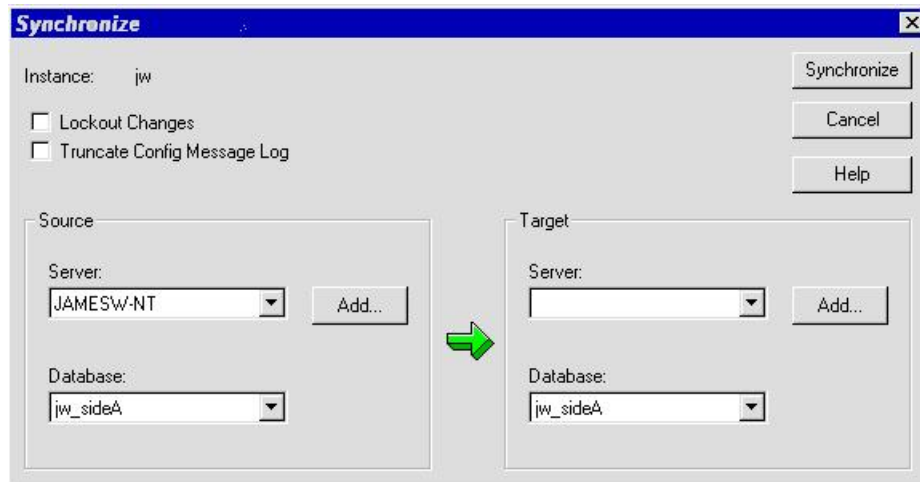 Synchronize
Instance: jw
Synchronize
Lockout Changes
Cancel
Truncate Config Message Log
Help
Source
Server:
JAMESW-NT
Add...
Database:
jw_sideA
Target
Server:
Add...
Database:
jw_sideA